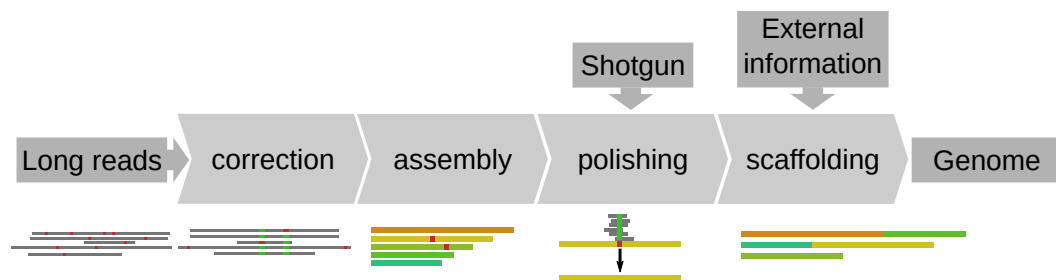 External
information
Shotgun
Long reads
correction
assembly
polishing
scaffolding
Genome